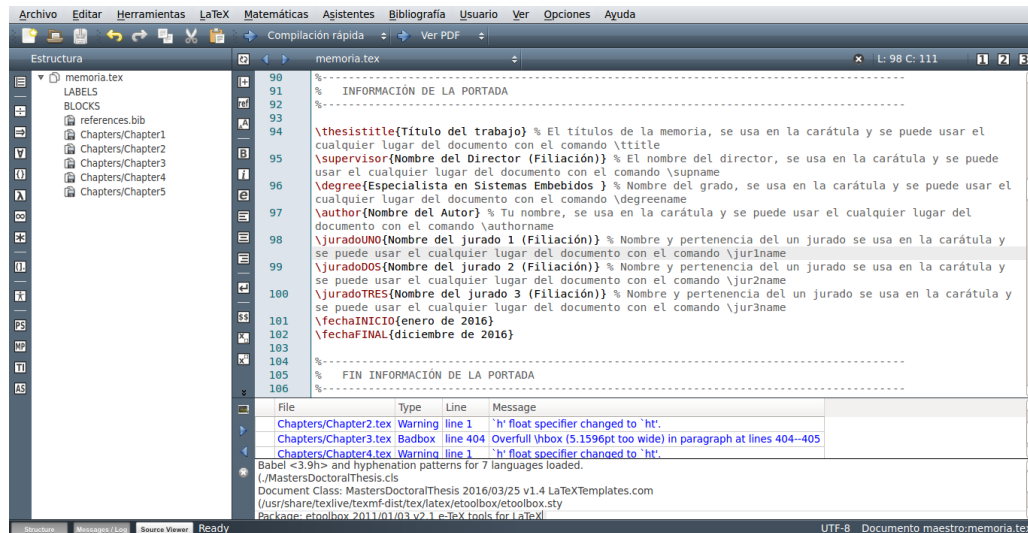 Archivo Editar Herramientas LaTeX Matemáticas Asistentes Bibliografía Usuario Ver Opciones Ayuda
Compilación rápida Ver PDF
Estructura memoria.tex L: 98 C: 111 1 2 3
memoria.tex
LABELS
BLOCKS
references.bib
Chapters/Chapter1
Chapters/Chapter2
Chapters/Chapter3
Chapters/Chapter4
Chapters/Chapter5
90 %----------------------------------------------------------------------------------------
91 % INFORMACIÓN DE LA PORTADA
92 %----------------------------------------------------------------------------------------
93
94 \thesistitle{Título del trabajo} % El títulos de la memoria, se usa en la carátula y se puede usar el
cualquier lugar del documento con el comando \ttitle
95 \supervisor{Nombre del Director (Filiación)} % El nombre del director, se usa en la carátula y se puede
usar el cualquier lugar del documento con el comando \supname
96 \degree{Especialista en Sistemas Embebidos } % Nombre del grado, se usa en la carátula y se puede usar el
cualquier lugar del documento con el comando \degreename
97 \author{Nombre del Autor} % Tu nombre, se usa en la carátula y se puede usar el cualquier lugar del
documento con el comando \authorname
98 \juradoUNO{Nombre del jurado 1 (Filiación)} % Nombre y pertenencia del un jurado se usa en la carátula y
se puede usar el cualquier lugar del documento con el comando \jur1name
99 \juradoDOS{Nombre del jurado 2 (Filiación)} % Nombre y pertenencia del un jurado se usa en la carátula y
se puede usar el cualquier lugar del documento con el comando \jur2name
100 \juradoTRES{Nombre del jurado 3 (Filiación)} % Nombre y pertenencia del un jurado se usa en la carátula y
se puede usar el cualquier lugar del documento con el comando \jur3name
101 \fechaINICIO{enero de 2016}
102 \fechaFINAL{diciembre de 2016}
103
104 %----------------------------------------------------------------------------------------
105 % FIN INFORMACIÓN DE LA PORTADA
106 %----------------------------------------------------------------------------------------
File Type Line Message
Chapters/Chapter2.tex Warning line 1 `h' float specifier changed to `ht'.
Chapters/Chapter3.tex Badbox line 404 Overfull \hbox (5.1596pt too wide) in paragraph at lines 404--405
Chapters/Chapter4.tex Warning line 1 `h' float specifier changed to `ht'.
Babel <3.9h> and hyphenation patterns for 7 languages loaded.
(./MastersDoctoralThesis.cls
Document Class: MastersDoctoralThesis 2016/03/25 v1.4 LaTeXTemplates.com
(/usr/share/texlive/texmf-dist/tex/latex/etoolbox/etoolbox.sty
Package: etoolbox 2011/01/03 v2.1 e-TeX tools for LaTeX
Structure Messages / Log Source Viewer Ready UTF-8 Documento maestro:memoria.tex